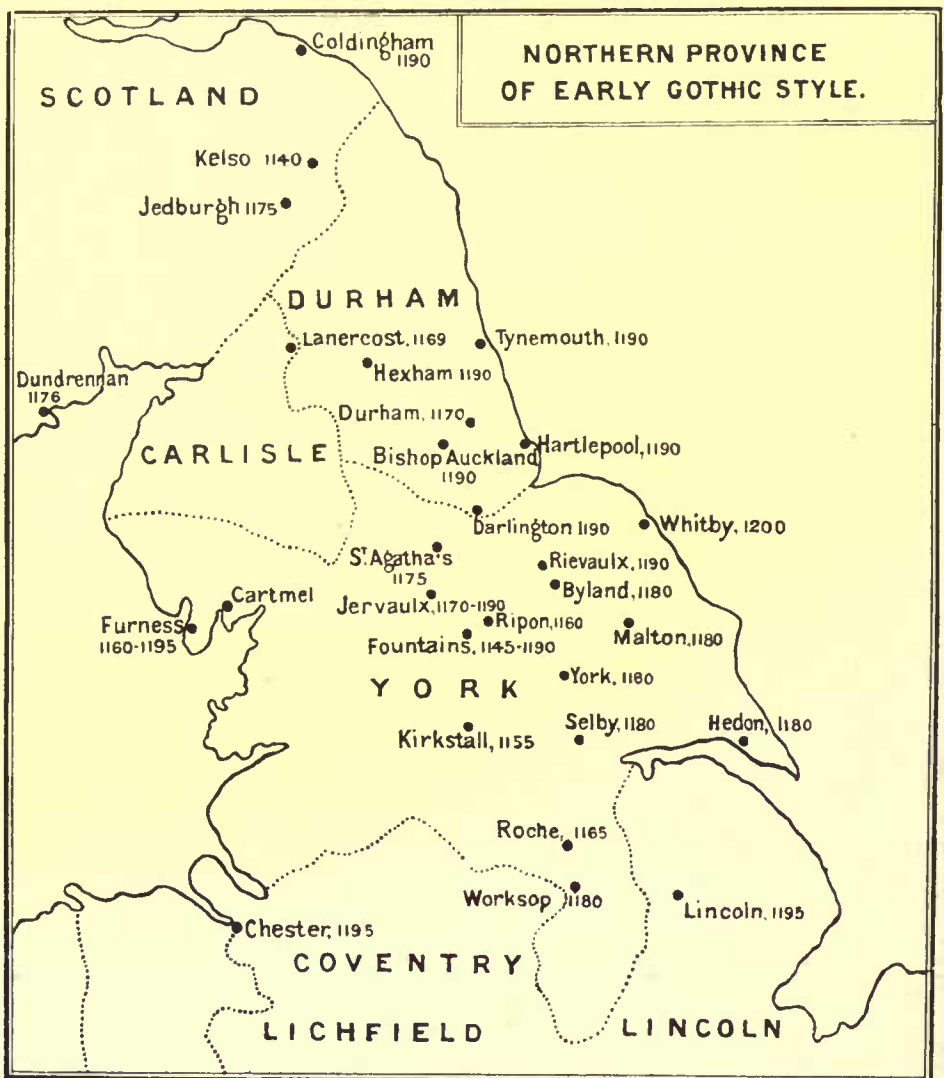 NORTHERN PROVINCE
OF EARLY GOTHIC STYLE.
Coldingham
1190
SCOTLAND
Kelso 1140
Jedburgh 1175
DURHAM
Lanercost, 1169
Tynemouth, 1190
Hexham 1190
Dundrennan
1176
Durham, 1170
CARLISLE
Bishop Auckland
1190
Hartlepool, 1190
Darlington 1190
Whitby, 1200
St. Agatha's
1175
Rievaulx, 1190
Byland, 1180
Jervaulx, 1170-1190
Cartmel
Furness
1160-1195
Ripon, 1160
Malton, 1180
Fountains, 1145-1190
YORK
York, 1160
Kirkstall, 1155
Selby, 1180
Hedon, 1180
Roche, 1165
Worksop 1180
Lincoln, 1195
Chester, 1195
COVENTRY
LICHFIELD
LINCOLN